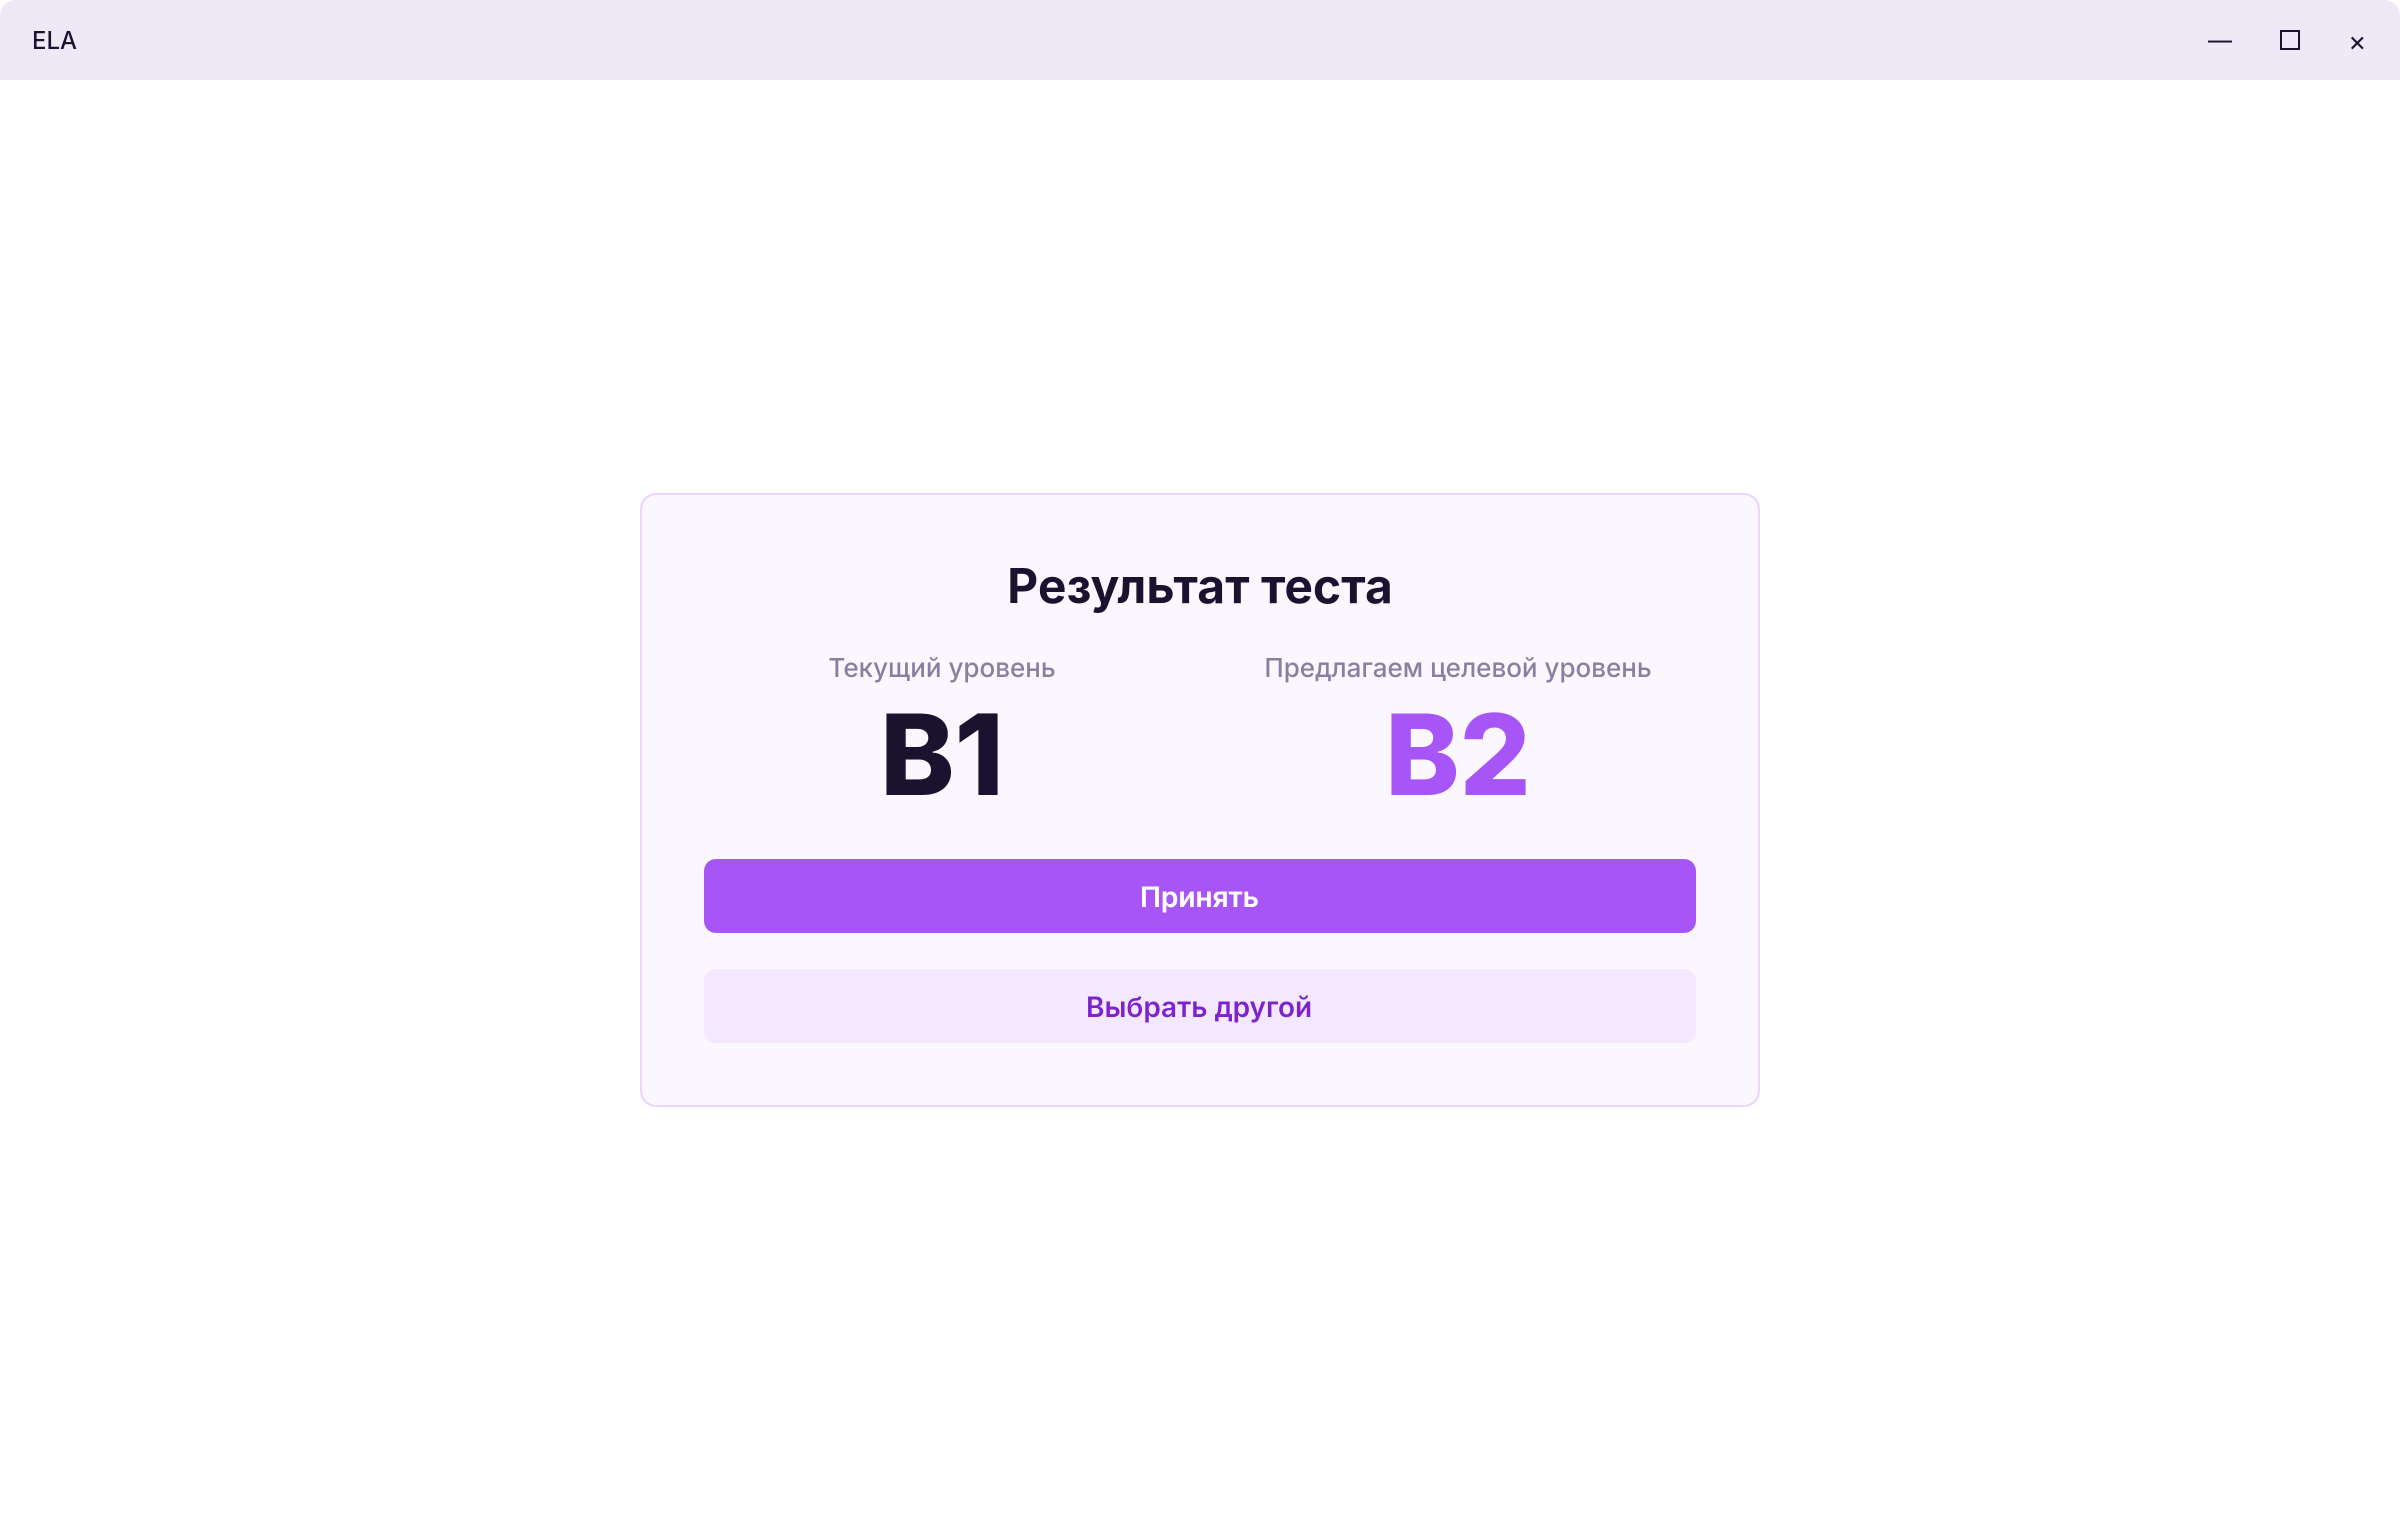 ELA
Результат теста
Текущий уровень
B1
Предлагаем целевой уровень
B2
Принять
Выбрать другой